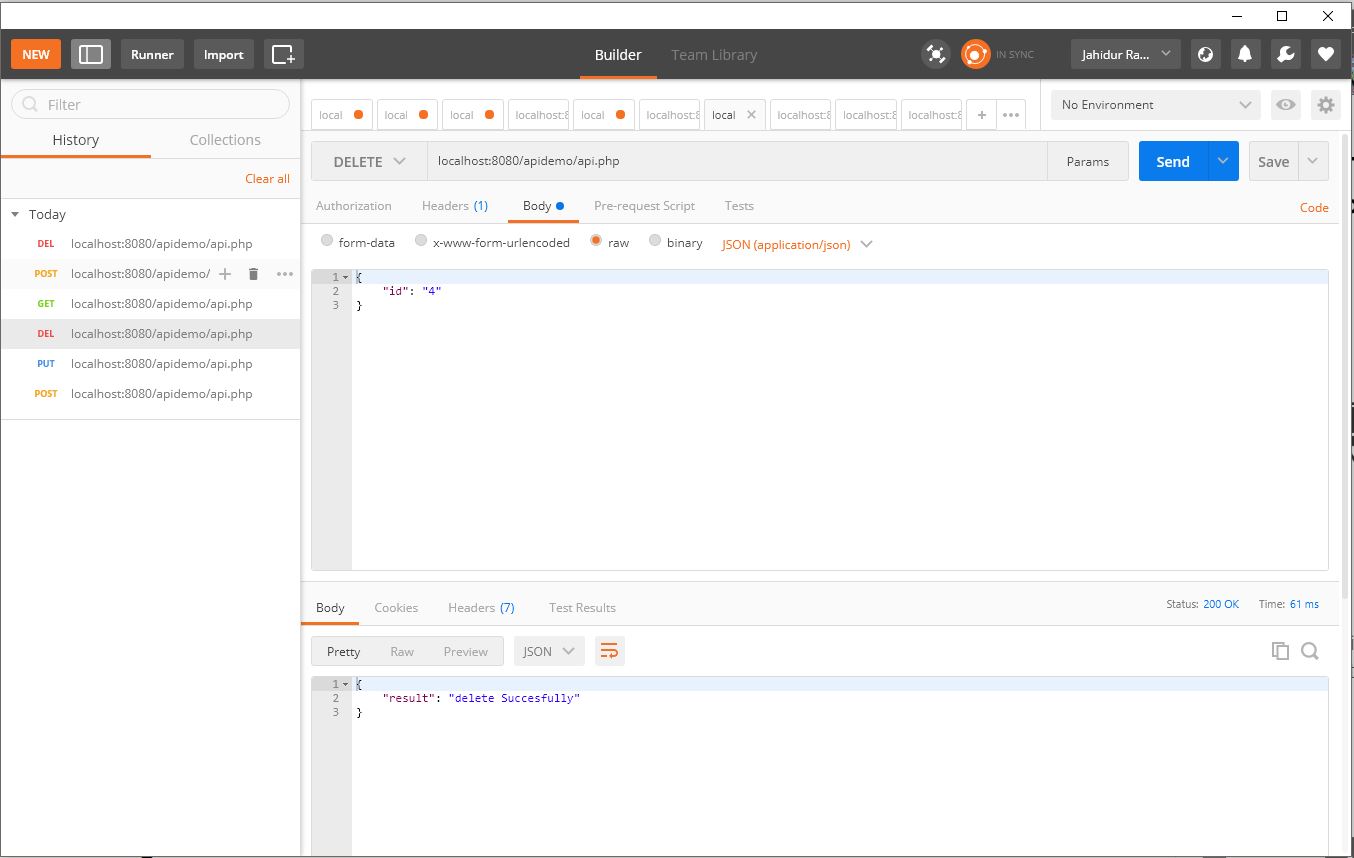 NEW Runner Import Builder Team Library IN SYNC Jahidur Ra...
Filter
History Collections
Clear all
Today
DEL localhost:8080/apidemo/api.php
POST localhost:8080/apidemo/ •••
GET localhost:8080/apidemo/api.php
DEL localhost:8080/apidemo/api.php
PUT localhost:8080/apidemo/api.php
POST localhost:8080/apidemo/api.php
local local local localhost:8 local localhost:8 local localhost:8 localhost:8 localhost:8 + •••
No Environment
DELETE localhost:8080/apidemo/api.php Params Send Save
Authorization Headers (1) Body Pre-request Script Tests Code
form-data x-www-form-urlencoded raw binary JSON (application/json)
1 {
2 "id": "4"
3 }
Body Cookies Headers (7) Test Results Status: 200 OK Time: 61 ms
Pretty Raw Preview JSON
1 {
2 "result": "delete Succesfully"
3 }